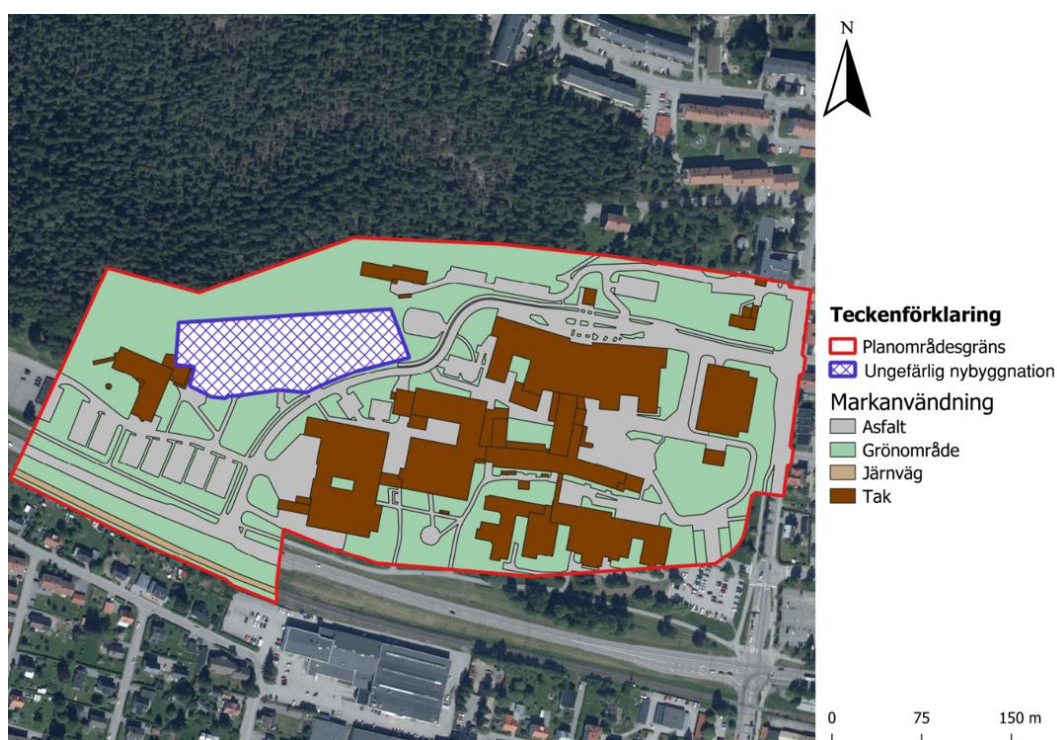 N
Teckenförklaring
Planområdesgräns
Ungefärlig nybyggnation
Markanvändning
Asfalt
Grönområde
Järnväg
Tak
0 75 150 m